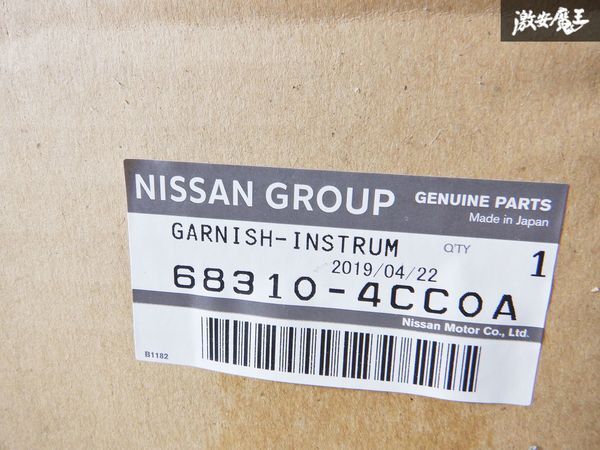 激安魔王
NISSAN GROUP GENUINE PARTS
Made in Japan
GARNISH-INSTRUM Q'TY 1
2019/04/22
68310-4CC0A
Nissan Motor Co., Ltd.
B1182